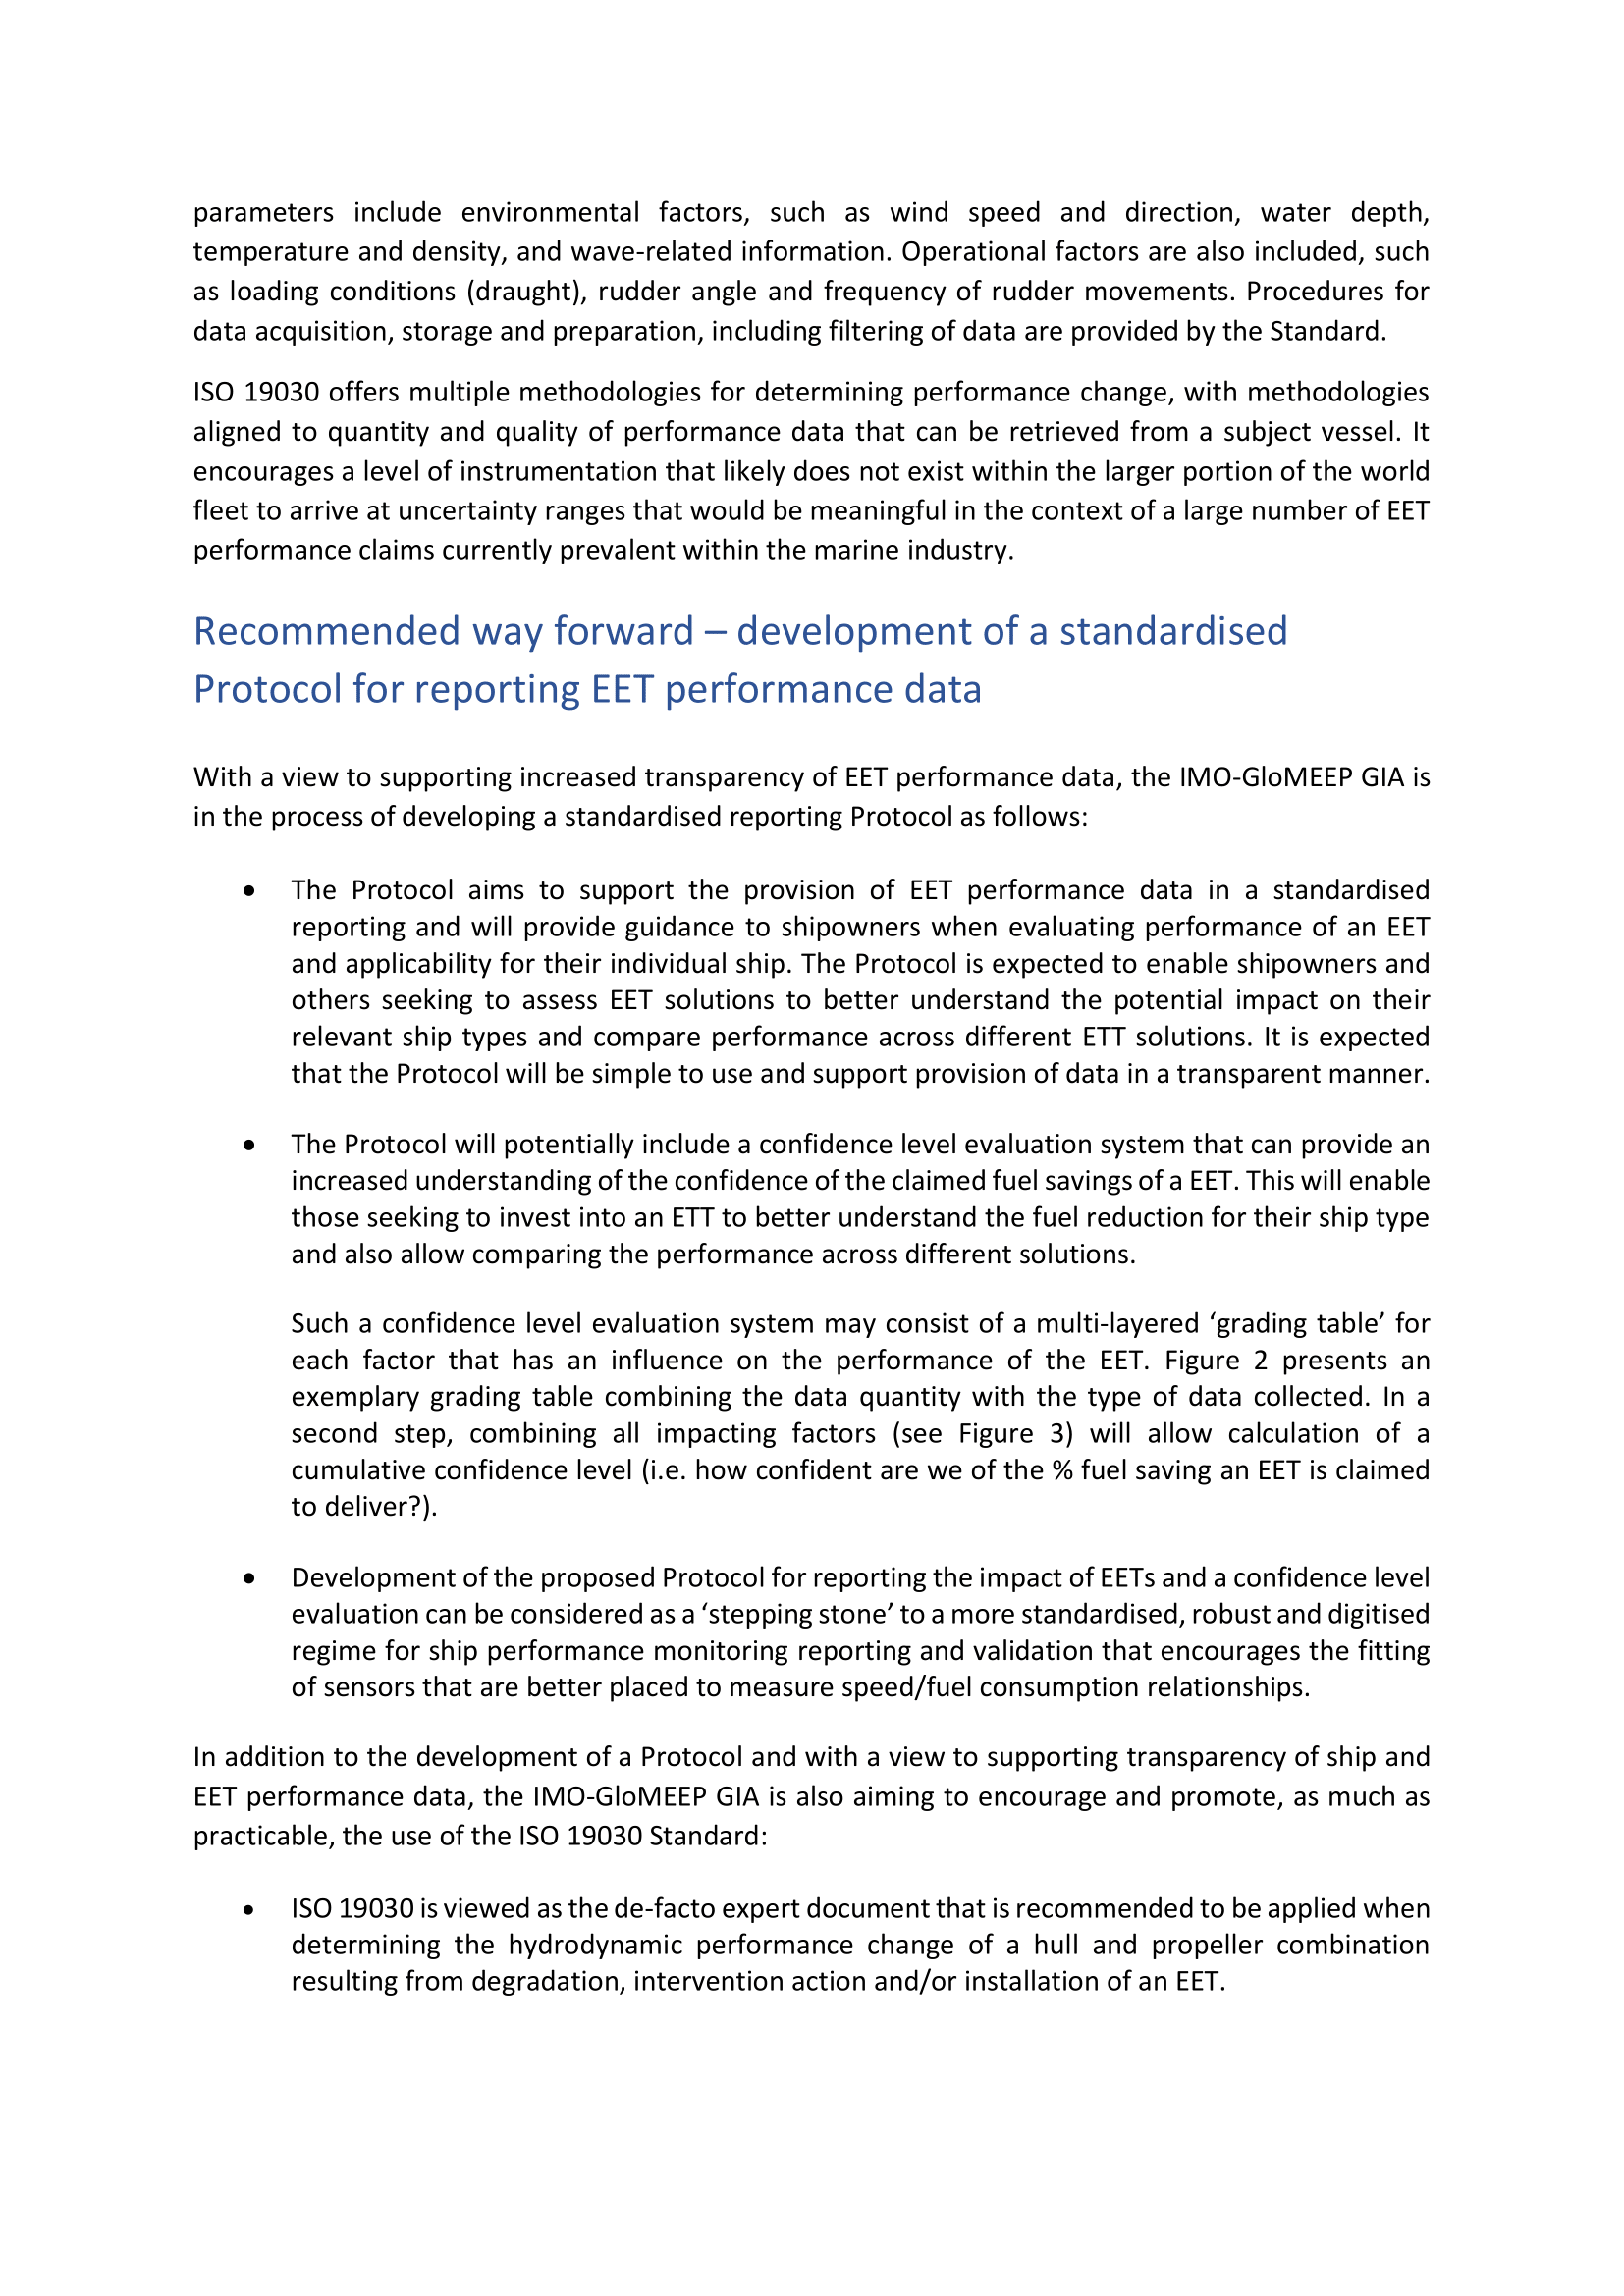 parameters include environmental factors, such as wind speed and direction, water depth,
temperature and density, and wave-related information. Operational factors are also included, such
as loading conditions (draught), rudder angle and frequency of rudder movements. Procedures for
data acquisition, storage and preparation, including filtering of data are provided by the Standard.
ISO 19030 offers multiple methodologies for determining performance change, with methodologies
aligned to quantity and quality of performance data that can be retrieved from a subject vessel. It
encourages a level of instrumentation that likely does not exist within the larger portion of the world
fleet to arrive at uncertainty ranges that would be meaningful in the context of a large number of EET
performance claims currently prevalent within the marine industry.
Recommended way forward – development of a standardised
Protocol for reporting EET performance data
With a view to supporting increased transparency of EET performance data, the IMO-GloMEEP GIA is
in the process of developing a standardised reporting Protocol as follows:
• The Protocol aims to support the provision of EET performance data in a standardised
reporting and will provide guidance to shipowners when evaluating performance of an EET
and applicability for their individual ship. The Protocol is expected to enable shipowners and
others seeking to assess EET solutions to better understand the potential impact on their
relevant ship types and compare performance across different ETT solutions. It is expected
that the Protocol will be simple to use and support provision of data in a transparent manner.
• The Protocol will potentially include a confidence level evaluation system that can provide an
increased understanding of the confidence of the claimed fuel savings of a EET. This will enable
those seeking to invest into an ETT to better understand the fuel reduction for their ship type
and also allow comparing the performance across different solutions.
Such a confidence level evaluation system may consist of a multi-layered ‘grading table’ for
each factor that has an influence on the performance of the EET. Figure 2 presents an
exemplary grading table combining the data quantity with the type of data collected. In a
second step, combining all impacting factors (see Figure 3) will allow calculation of a
cumulative confidence level (i.e. how confident are we of the % fuel saving an EET is claimed
to deliver?).
• Development of the proposed Protocol for reporting the impact of EETs and a confidence level
evaluation can be considered as a ‘stepping stone’ to a more standardised, robust and digitised
regime for ship performance monitoring reporting and validation that encourages the fitting
of sensors that are better placed to measure speed/fuel consumption relationships.
In addition to the development of a Protocol and with a view to supporting transparency of ship and
EET performance data, the IMO-GloMEEP GIA is also aiming to encourage and promote, as much as
practicable, the use of the ISO 19030 Standard:
• ISO 19030 is viewed as the de-facto expert document that is recommended to be applied when
determining the hydrodynamic performance change of a hull and propeller combination
resulting from degradation, intervention action and/or installation of an EET.